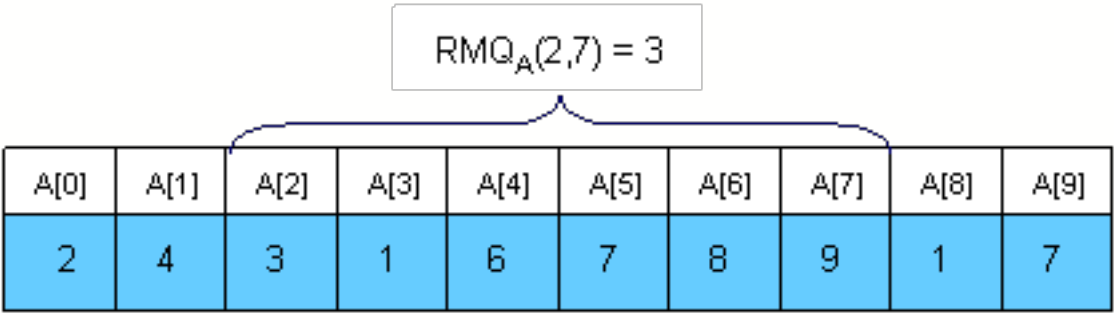 RMQA(2,7) = 3
A[0] A[1] A[2] A[3] A[4] A[5] A[6] A[7] A[8] A[9]
2 4 3 1 6 7 8 9 1 7